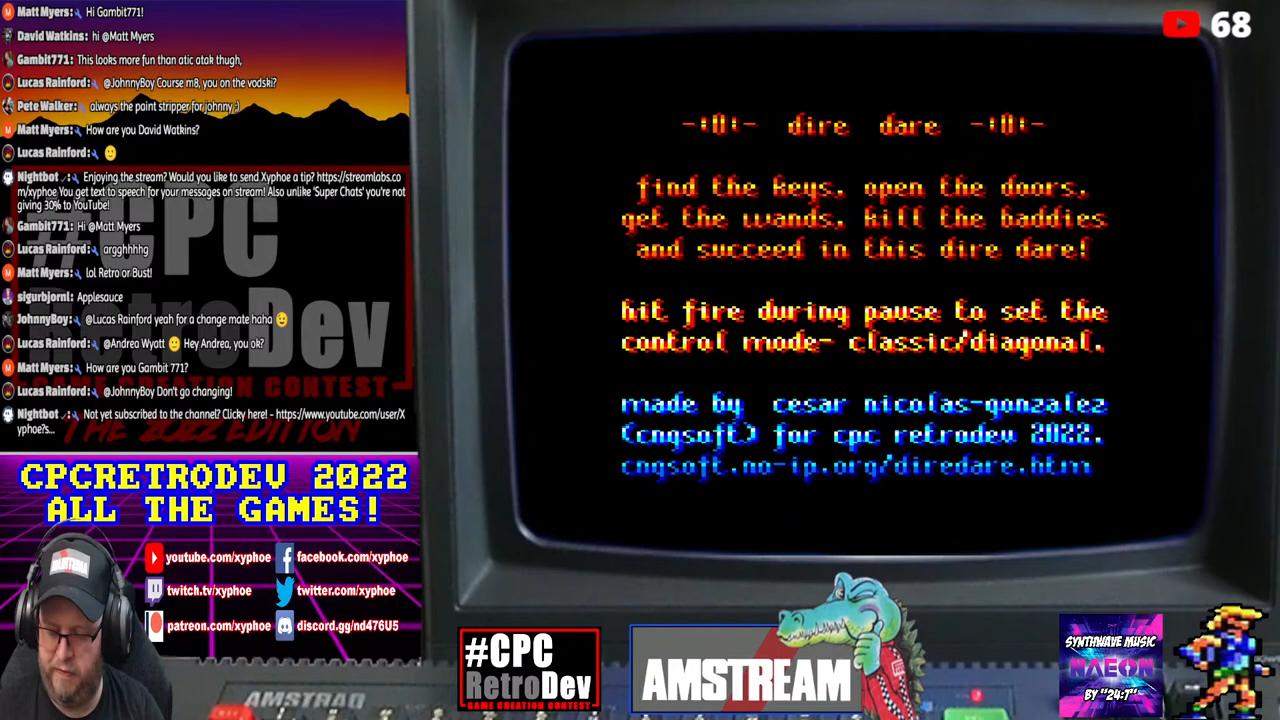 Matt Myers: Hi Gambit771!
David Watkins: hi @Matt Myers
Gambit771: This looks more fun than atic atak thugh,
Lucas Rainford: @JohnnyBoy Course m8, you on the vodski?
Pete Walker: always the paint stripper for johnny :)
Matt Myers: How are you David Watkins?
Lucas Rainford: 🙂
Nightbot: Enjoying the stream? Would you like to send Xyphoe a tip? https://streamlabs.co
m/xyphoe You get text to speech for your messages on stream! Also unlike 'Super Chats' you're not
giving 30% to YouTube!
Gambit771: Hi @Matt Myers
Lucas Rainford: argghhhhg
Matt Myers: lol Retro or Bust!
sigurbjornl: Applesauce
JohnnyBoy: @Lucas Rainford yeah for a change mate haha 🙂
Lucas Rainford: @Andrea Wyatt 🙂 Hey Andrea, you ok?
Matt Myers: How are you Gambit 771?
Lucas Rainford: @JohnnyBoy Don't go changing!
Nightbot: Not yet subscribed to the channel? Clicky here! - https://www.youtube.com/user/X
yphoe?s...
#CPC
RetroDev
GAME CREATION CONTEST
THE 2022 EDITION
CPCRETRODEV 2022
ALL THE GAMES!
youtube.com/xyphoe
facebook.com/xyphoe
twitch.tv/xyphoe
twitter.com/xyphoe
patreon.com/xyphoe
discord.gg/nd476U5
68
-:0:- dire dare -:0:-
find the keys, open the doors,
get the wands, kill the baddies
and succeed in this dire dare!
hit fire during pause to set the
control mode- classic/diagonal.
made by cesar nicolas-gonzalez
(cngsoft) for cpc retrodev 2022.
cngsoft.no-ip.org/diredare.htm
AMSTRAD
#CPC
RetroDev
GAME CREATION CONTEST
AMSTREAM
SYNTHWAVE MUSIC
NAEON
BY "24:7"